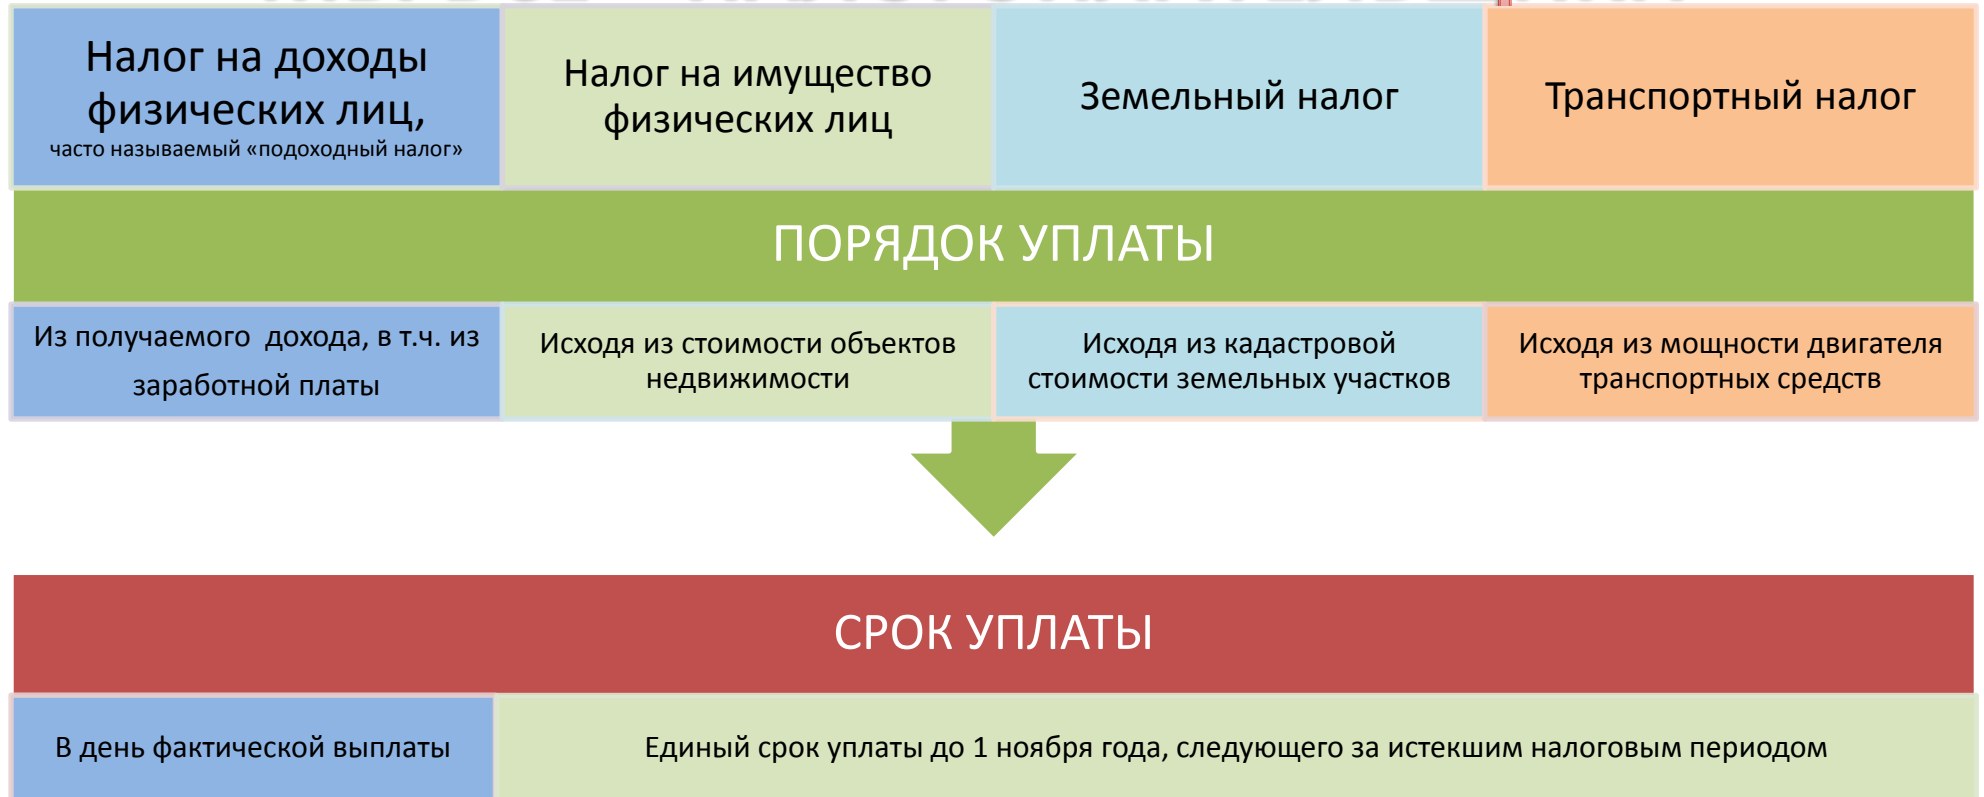 Налог на доходы
физических лиц,
часто называемый «подоходный налог»
Налог на имущество
физических лиц
Земельный налог
Транспортный налог
ПОРЯДОК УПЛАТЫ
Из получаемого дохода, в т.ч. из
заработной платы
Исходя из стоимости объектов
недвижимости
Исходя из кадастровой
стоимости земельных участков
Исходя из мощности двигателя
транспортных средств
СРОК УПЛАТЫ
В день фактической выплаты
Единый срок уплаты до 1 ноября года, следующего за истекшим налоговым периодом